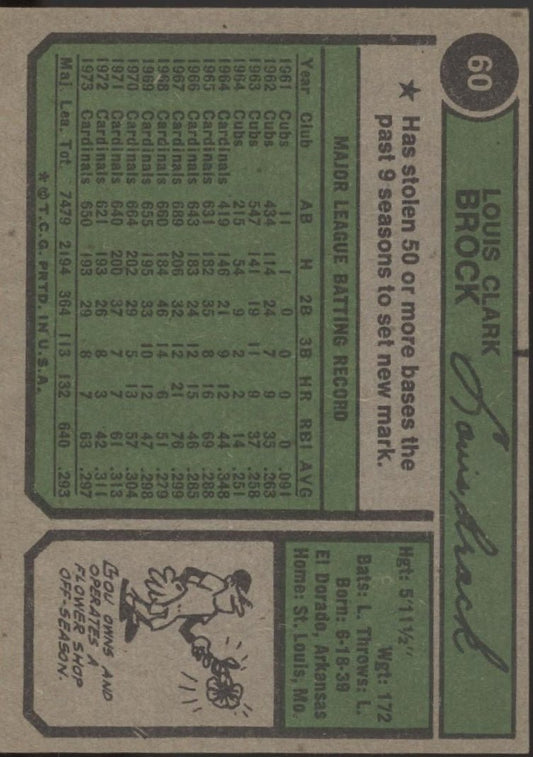 60
LOUIS CLARK
BROCK
Louis Brock
★ Has stolen 50 or more bases the
past 9 seasons to set new mark.
MAJOR LEAGUE BATTING RECORD
Year Club AB H 2B 3B HR RBI AVG
1961 Cubs 11 1 0 0 0 0 .091
1962 Cubs 434 114 24 7 9 35 .263
1963 Cubs 547 141 19 11 9 37 .258
1964 Cubs 215 54 9 2 2 14 .251
1964 Cardinals 419 146 21 9 12 44 .348
1965 Cardinals 631 182 35 8 16 69 .288
1966 Cardinals 643 183 24 12 15 46 .285
1967 Cardinals 689 206 32 12 21 76 .299
1968 Cardinals 660 184 46 14 6 51 .279
1969 Cardinals 655 195 33 10 12 47 .298
1970 Cardinals 664 202 29 5 13 57 .304
1971 Cardinals 640 200 37 7 7 61 .313
1972 Cardinals 621 193 26 8 3 42 .311
1973 Cardinals 650 193 29 8 7 63 .297
Maj. Lea. Tot. 7479 2194 364 113 132 640 .293
* © T.C.G. PRTD. IN U.S.A.
Hgt: 5'11½" Wgt: 172
Bats: L. Throws: L.
Born: 6-18-39
El Dorado, Arkansas
Home: St. Louis, Mo.
LOU OWNS AND
OPERATES A
FLOWER SHOP
OFF-SEASON.